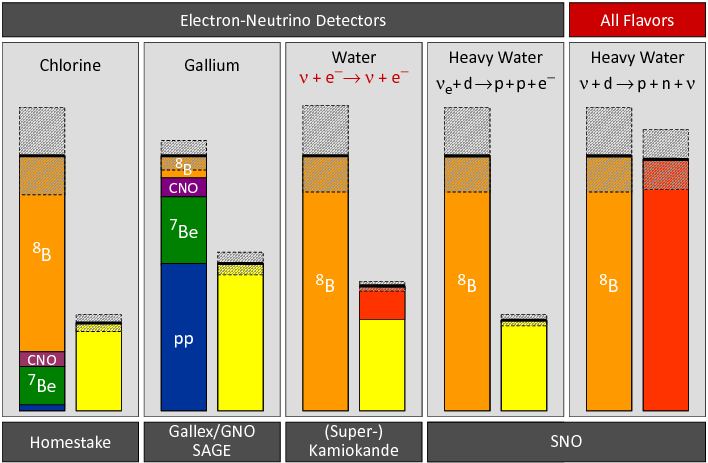 Electron-Neutrino Detectors
All Flavors
Chlorine
Gallium
Water
ν + e⁻ → ν + e⁻
Heavy Water
νₑ + d → p + p + e⁻
Heavy Water
ν + d → p + n + ν
⁸B
CNO
⁷Be
⁸B
CNO
⁷Be
pp
⁸B
⁸B
⁸B
Homestake
Gallex/GNO
SAGE
(Super-)
Kamiokande
SNO